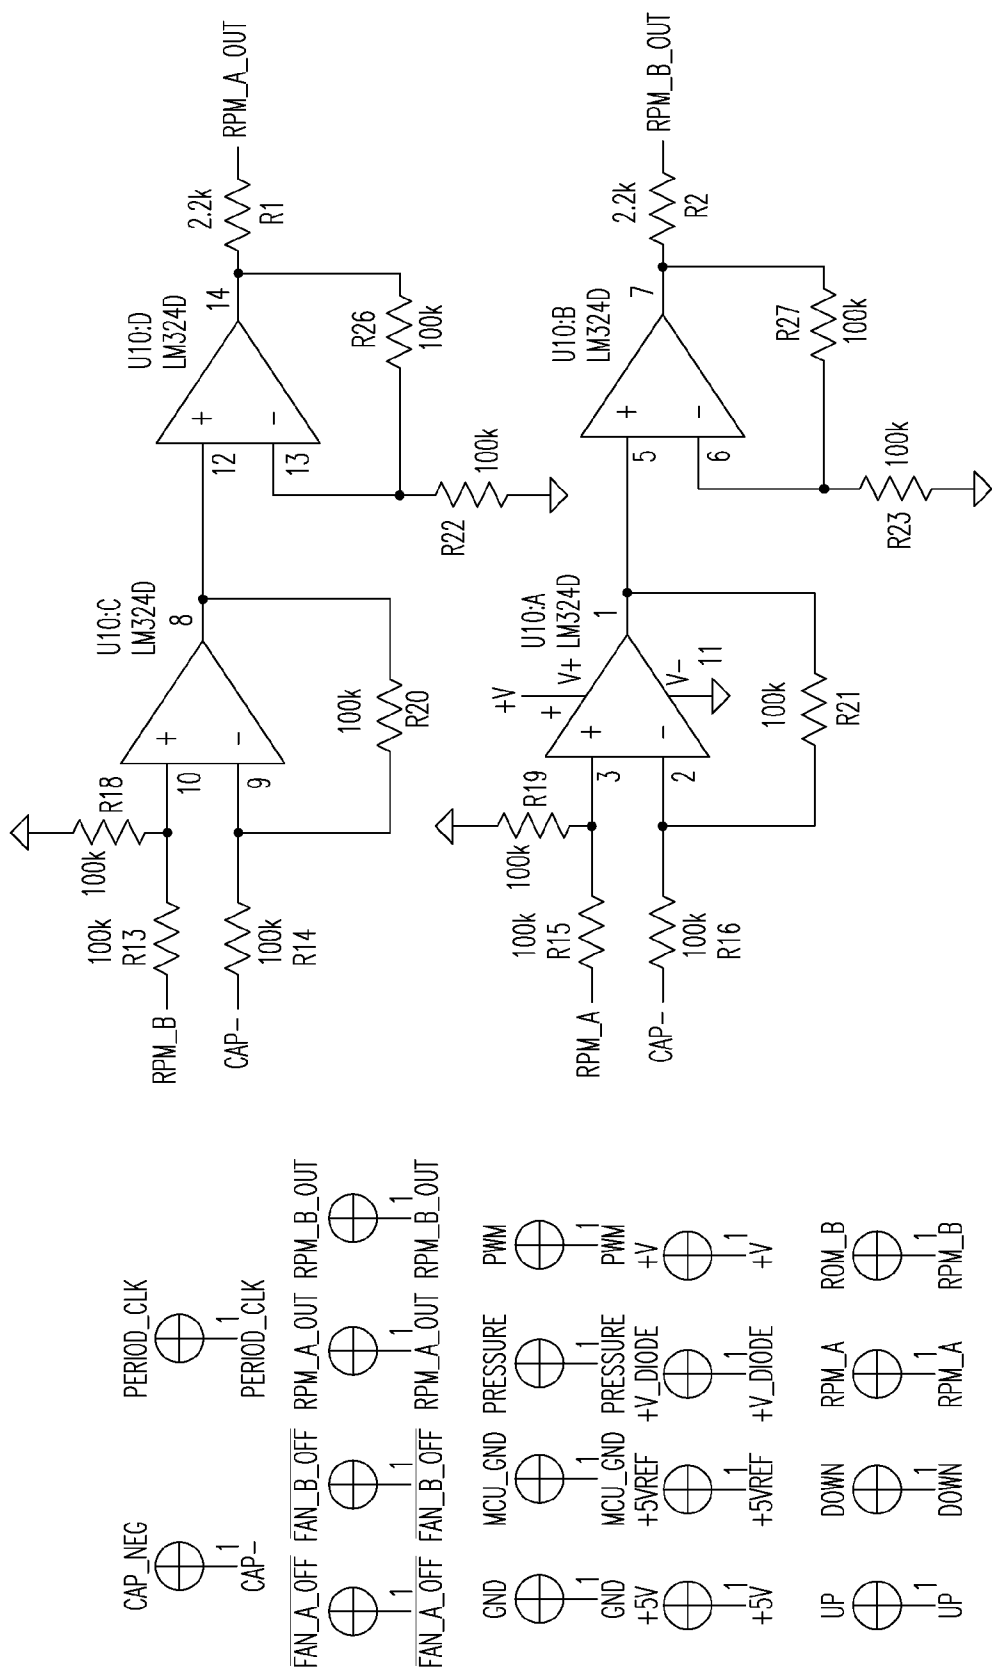 CAP_NEG
1
CAP-
PERIOD_CLK
1
PERIOD_CLK
FAN_A_OFF
1
FAN_A_OFF
FAN_B_OFF
1
FAN_B_OFF
RPM_A_OUT
1
RPM_A_OUT
RPM_B_OUT
1
RPM_B_OUT
GND
1
GND
MCU_GND
1
MCU_GND
PRESSURE
1
PRESSURE
PWM
1
PWM
+5V
1
+5V
+5VREF
1
+5VREF
+V_DIODE
1
+V_DIODE
+V
1
+V
UP
1
UP
DOWN
1
DOWN
RPM_A
1
RPM_A
ROM_B
1
RPM_B
RPM_B
100k
R13
100k
R18
CAP-
100k
R14
10
+
9
-
U10:C
LM324D
8
100k
R20
12
+
13
-
U10:D
LM324D
14
R26
100k
R22
100k
2.2k
R1
RPM_A_OUT
RPM_A
100k
R15
100k
R19
CAP-
100k
R16
3
+
2
-
+V
+
V+
V-
11
U10:A
LM324D
1
100k
R21
5
+
6
-
U10:B
LM324D
7
R27
100k
R23
100k
2.2k
R2
RPM_B_OUT